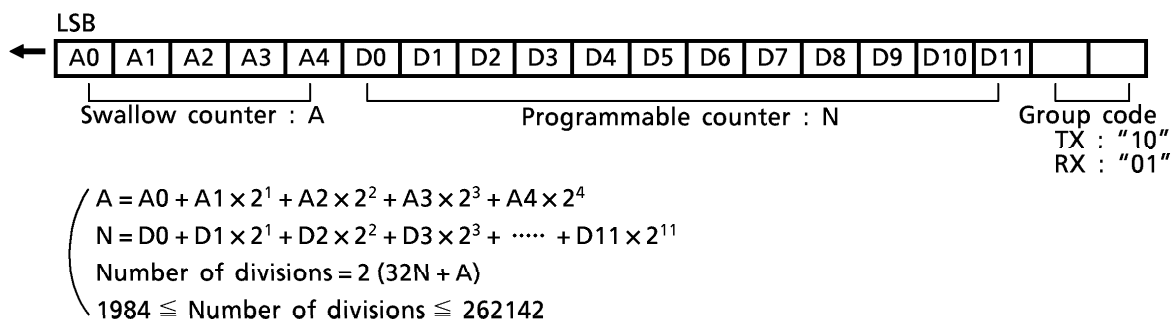 LSB
A0 A1 A2 A3 A4 D0 D1 D2 D3 D4 D5 D6 D7 D8 D9 D10 D11
Swallow counter : A Programmable counter : N Group code
TX : “10”
RX : “01”
A = A0 + A1 × 2¹ + A2 × 2² + A3 × 2³ + A4 × 2⁴
N = D0 + D1 × 2¹ + D2 × 2² + D3 × 2³ + ····· + D11 × 2¹¹
Number of divisions = 2 (32N + A)
1984 ≦ Number of divisions ≦ 262142